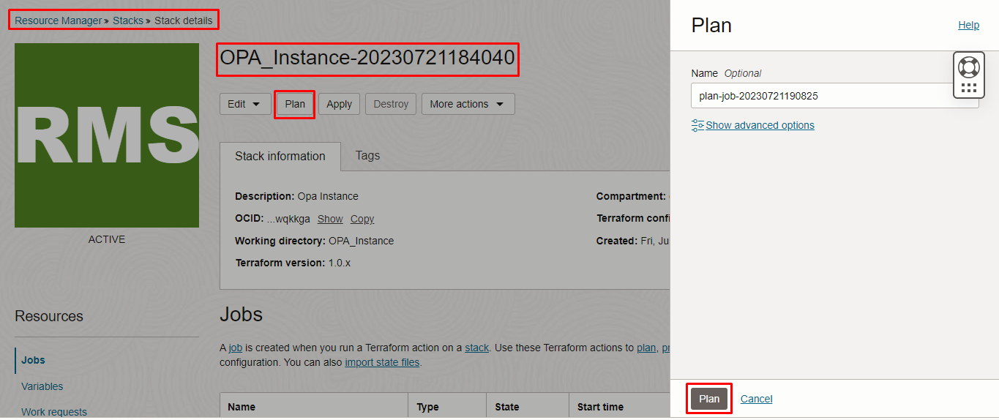 Resource Manager » Stacks » Stack details
RMS
ACTIVE
OPA_Instance-20230721184040
Edit Plan Apply Destroy More actions
Stack information Tags
Description: Opa Instance
OCID: ...wqkkga Show Copy
Working directory: OPA_Instance
Terraform version: 1.0.x
Compartment:
Terraform confi
Created: Fri, Ju
Resources
Jobs
Variables
Work requests
Jobs
A job is created when you run a Terraform action on a stack. Use these Terraform actions to plan, pr
configuration. You can also import state files.
Name Type State Start time
Plan Help
Name Optional
plan-job-20230721190825
Show advanced options
Plan Cancel